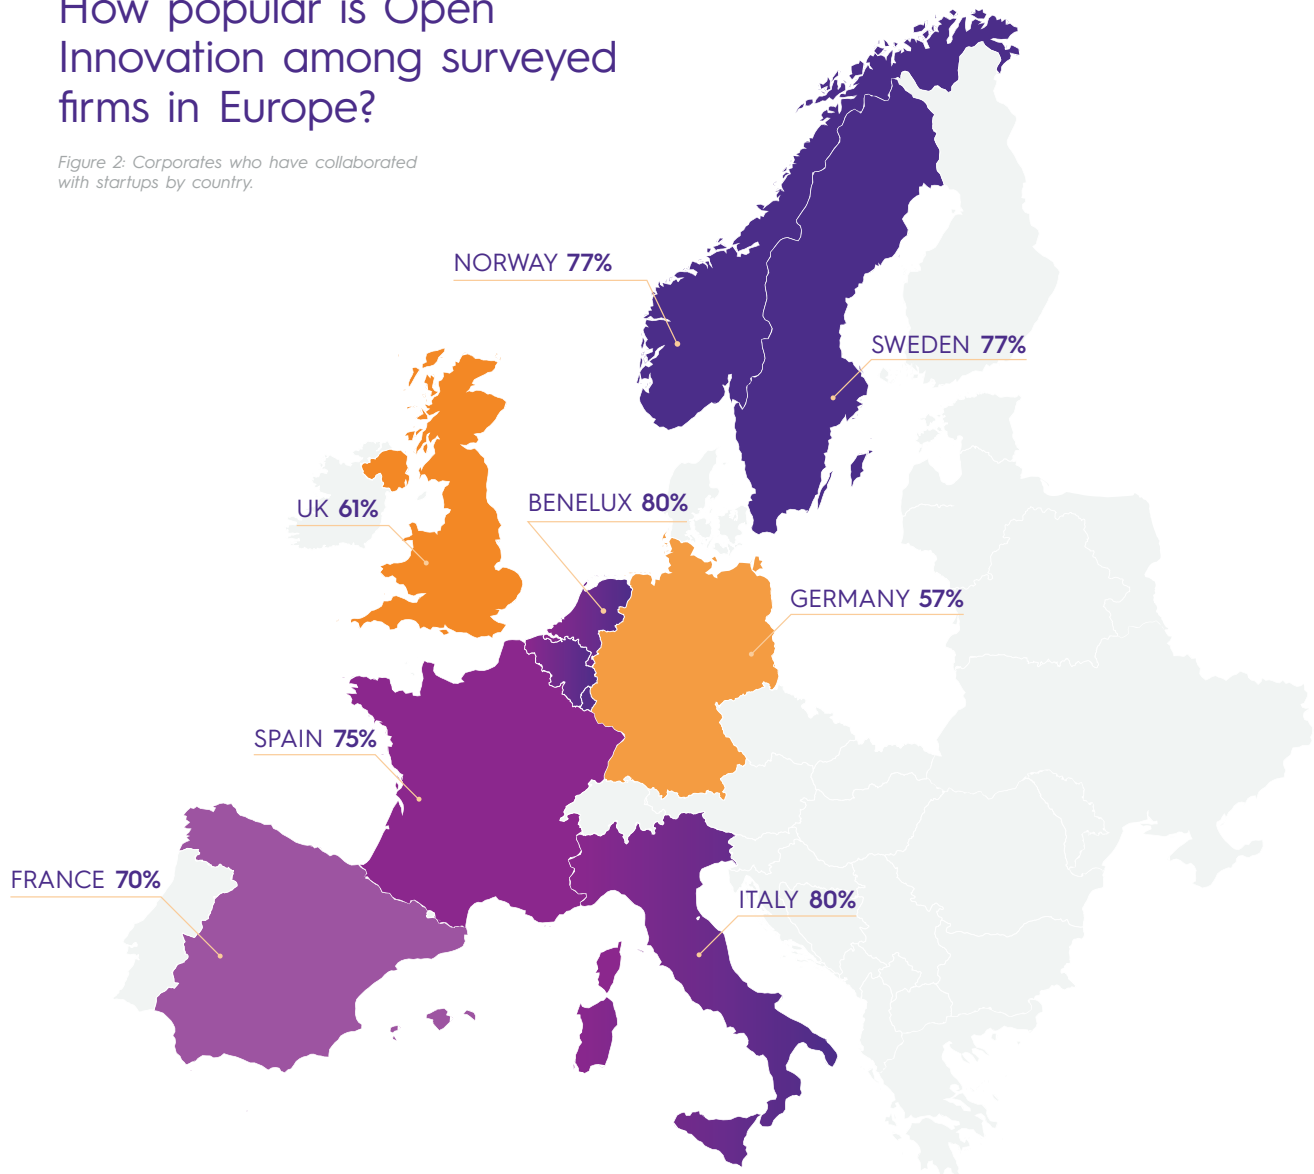 How popular is Open
Innovation among surveyed
firms in Europe?
Figure 2: Corporates who have collaborated
with startups by country.
NORWAY 77%
SWEDEN 77%
UK 61%
BENELUX 80%
GERMANY 57%
SPAIN 75%
FRANCE 70%
ITALY 80%